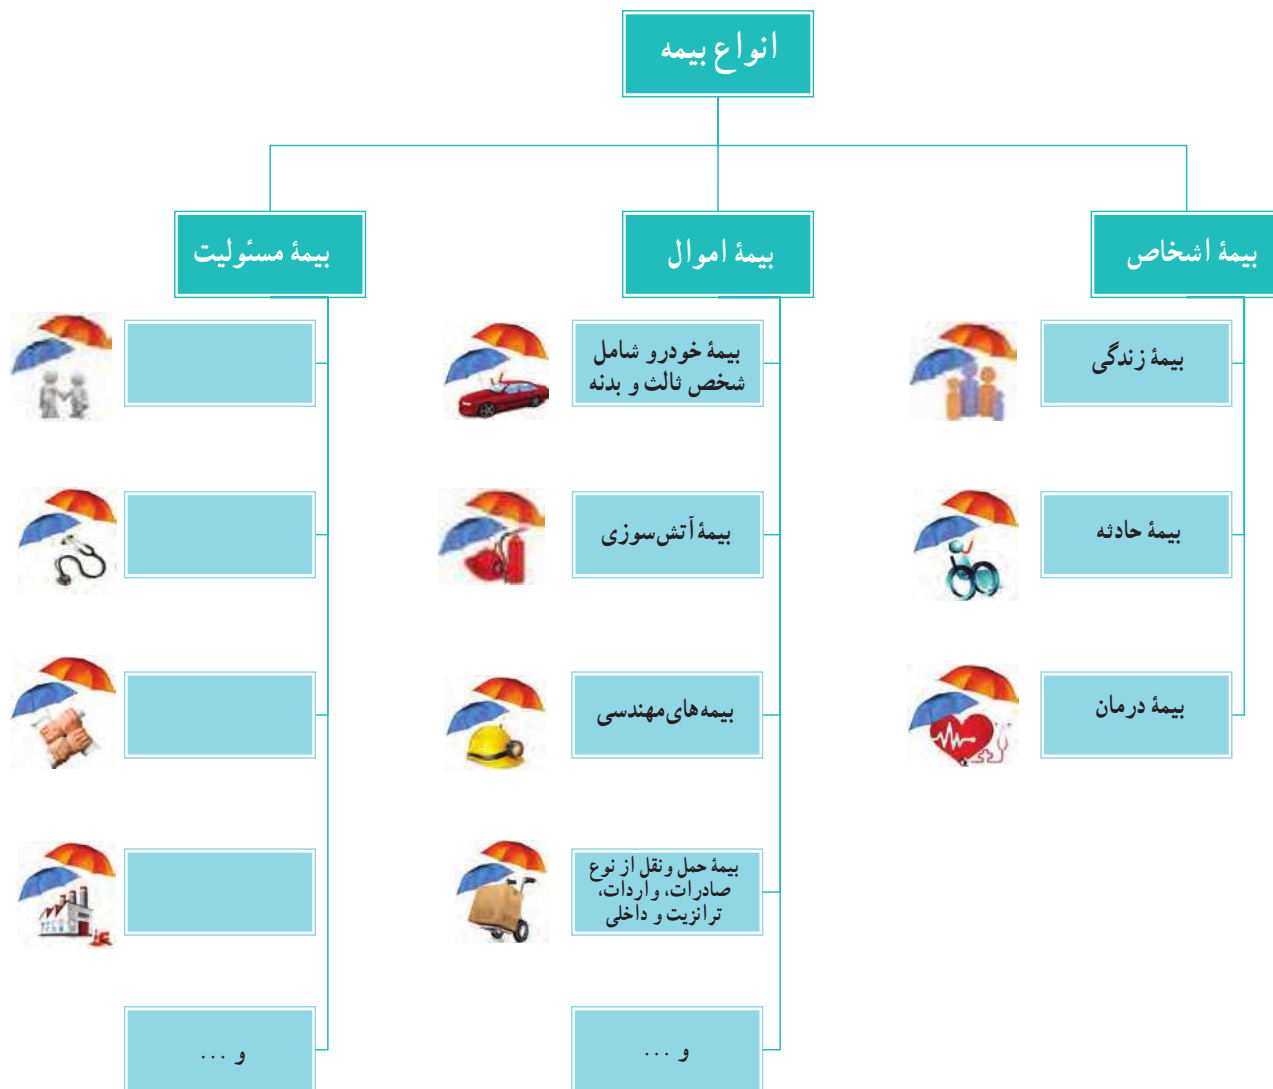 انواع بیمه
بیمهٔ اشخاص
بیمهٔ زندگی
بیمهٔ حادثه
بیمهٔ درمان
بیمهٔ اموال
بیمهٔ خودرو شامل
شخص ثالث و بدنه
بیمهٔ آتش‌سوزی
بیمه‌های مهندسی
بیمهٔ حمل ونقل از نوع
صادرات، واردات،
ترانزیت و داخلی
و ...
بیمهٔ مسئولیت
و ...